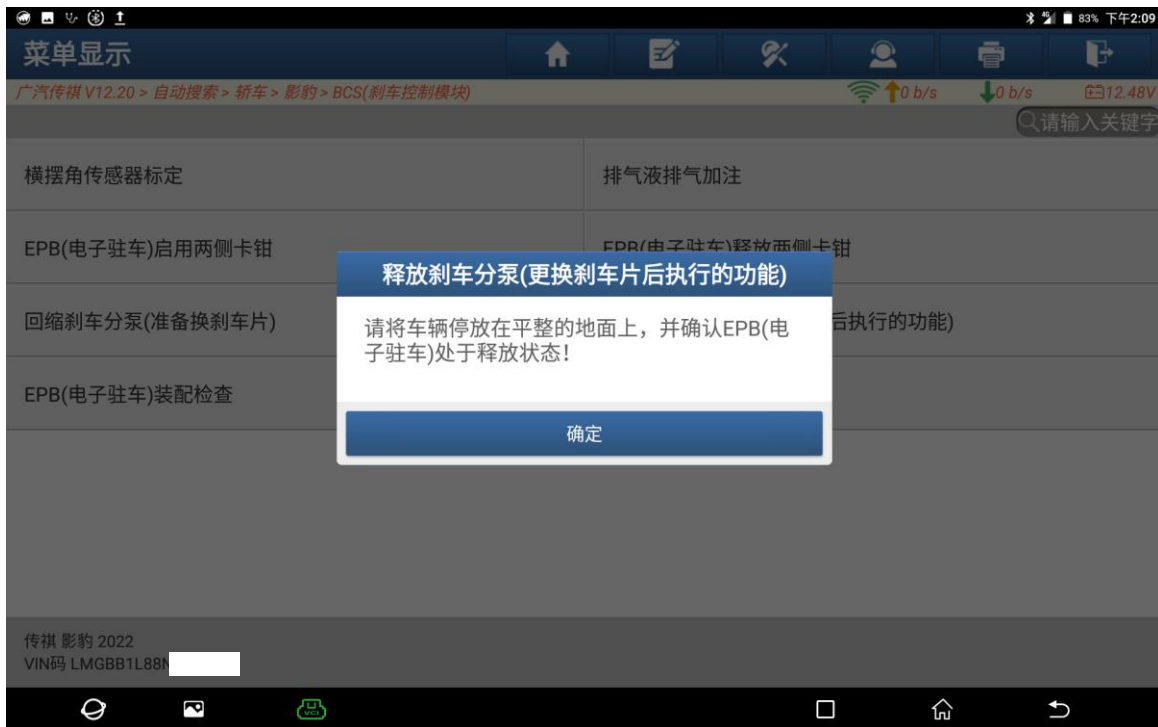 83% 下午2:09
菜单显示
广汽传祺 V12.20 > 自动搜索 > 轿车 > 影豹 > BCS(刹车控制模块)
0 b/s 0 b/s 12.48V
请输入关键字
横摆角传感器标定
排气液排气加注
EPB(电子驻车)启用两侧卡钳
EPB(电子驻车)释放两侧卡钳
释放刹车分泵(更换刹车片后执行的功能)
回缩刹车分泵(准备换刹车片)
后执行的功能)
请将车辆停放在平整的地面上，并确认EPB(电
子驻车)处于释放状态！
EPB(电子驻车)装配检查
确定
传祺 影豹 2022
VIN码 LMGBB1L88N
VCI